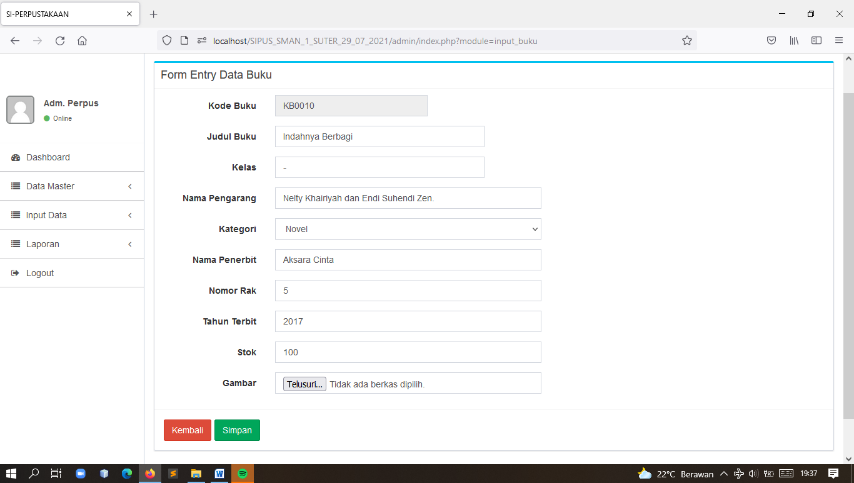 SI-PERPUSTAKAAN
localhost/SIPUS_SMAN_1_SUTER_29_07_2021/admin/index.php?module=input_buku
Form Entry Data Buku
Adm. Perpus
Online
Dashboard
Data Master
Input Data
Laporan
Logout
Kode Buku KB0010
Judul Buku Indahnya Berbagi
Kelas -
Nama Pengarang Nelty Khairiyah dan Endi Suhendi Zen.
Kategori Novel
Nama Penerbit Aksara Cinta
Nomor Rak 5
Tahun Terbit 2017
Stok 100
Gambar Telusuri... Tidak ada berkas dipilih.
Kembali Simpan
22°C Berawan 19:37